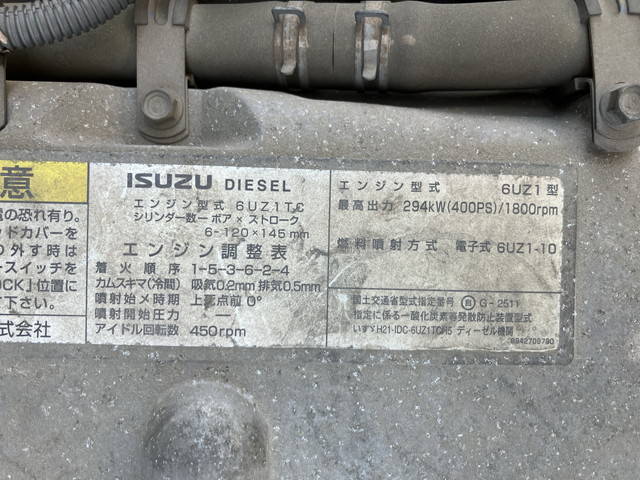 意
の恐れ有り。
ッドカバーを
り外す時は
ースイッチを
OCK」位置に
下さい。
式会社
ISUZU DIESEL
エンジン型式 6UZ1TC
シリンダー数ーボア×ストローク
6-120×145mm
エンジン調整表
着火順序 1-5-3-6-2-4
カムスキマ(冷間) 吸気0.2mm 排気0.5mm
噴射始メ時期 上死点前 0°
噴射開始圧力 ー
アイドル回転数 450rpm
エンジン型式 6UZ1型
最高出力 294kW(400PS)/1800rpm
燃料噴射方式 電子式 6UZ1-10
国土交通省型式指定番号 G-2511
指定に係る一酸化炭素等発散防止装置型式
いすゞH21-IDC-6UZ1TCH5 ディーゼル機関